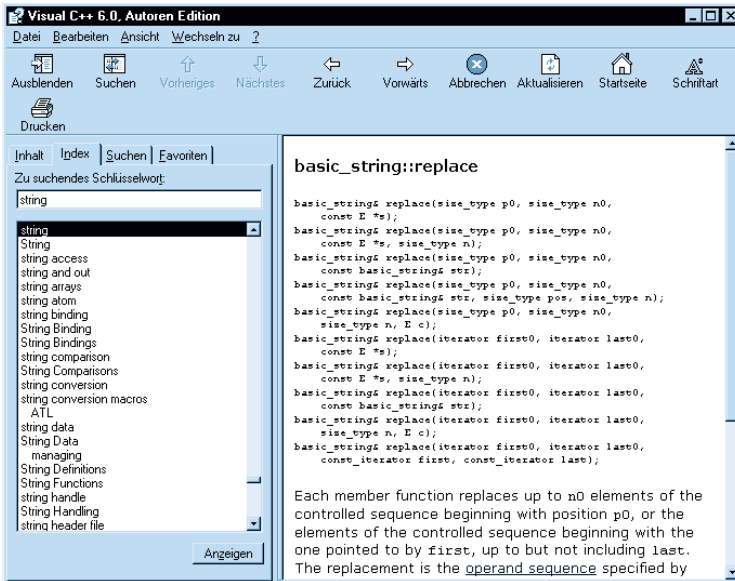 Visual C++ 6.0, Autoren Edition
Datei Bearbeiten Ansicht Wechseln zu ?
Ausblenden Suchen Vorheriges Nächstes Zurück Vorwärts Abbrechen Aktualisieren Startseite Schriftart
Drucken
Inhalt Index Suchen Favoriten
Zu suchendes Schlüsselwort:
string
string
String
string access
string and out
string arrays
string atom
string binding
String Binding
String Bindings
string comparison
String Comparisons
string conversion
string conversion macros
ATL
string data
String Data
managing
String Definitions
String Functions
string handle
String Handling
string header file
Anzeigen
basic_string::replace
basic_string& replace(size_type p0, size_type n0,
const E *s);
basic_string& replace(size_type p0, size_type n0,
const E *s, size_type n);
basic_string& replace(size_type p0, size_type n0,
const basic_string& str);
basic_string& replace(size_type p0, size_type n0,
const basic_string& str, size_type pos, size_type n);
basic_string& replace(size_type p0, size_type n0,
size_type n, E c);
basic_string& replace(iterator first0, iterator last0,
const E *s);
basic_string& replace(iterator first0, iterator last0,
const E *s, size_type n);
basic_string& replace(iterator first0, iterator last0,
const basic_string& str);
basic_string& replace(iterator first0, iterator last0,
size_type n, E c);
basic_string& replace(iterator first0, iterator last0,
const_iterator first, const_iterator last);
Each member function replaces up to n0 elements of the
controlled sequence beginning with position p0, or the
elements of the controlled sequence beginning with the
one pointed to by first, up to but not including last.
The replacement is the operand sequence specified by